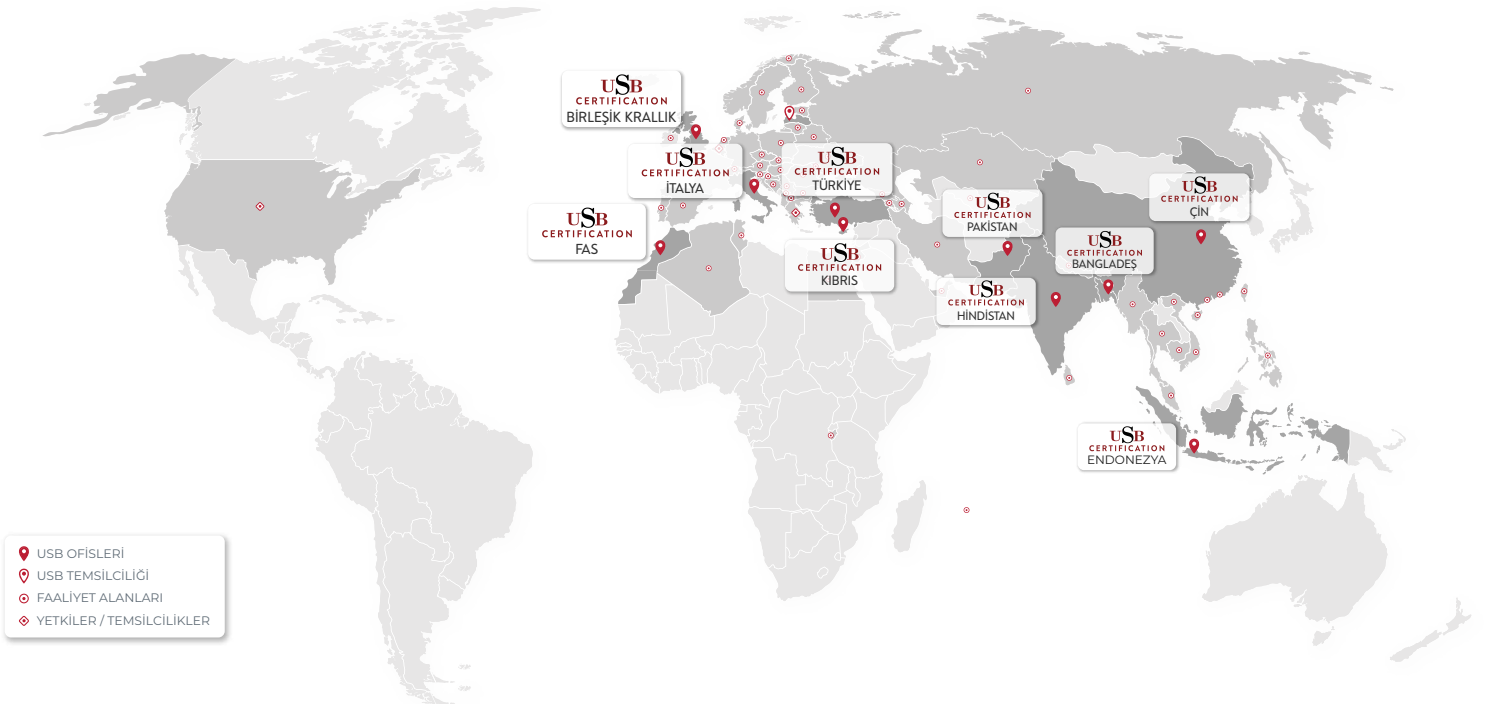 USB
CERTIFICATION
BİRLEŞİK KRALLIK
USB
CERTIFICATION
İTALYA
USB
CERTIFICATION
TÜRKİYE
USB
CERTIFICATION
FAS
USB
CERTIFICATION
KIBRIS
USB
CERTIFICATION
PAKİSTAN
USB
CERTIFICATION
ÇİN
USB
CERTIFICATION
BANGLADEŞ
USB
CERTIFICATION
HİNDİSTAN
USB
CERTIFICATION
ENDONEZYA
USB OFİSLERİ
USB TEMSİLCİLİĞİ
FAALİYET ALANLARI
YETKİLER / TEMSİLCİLİKLER